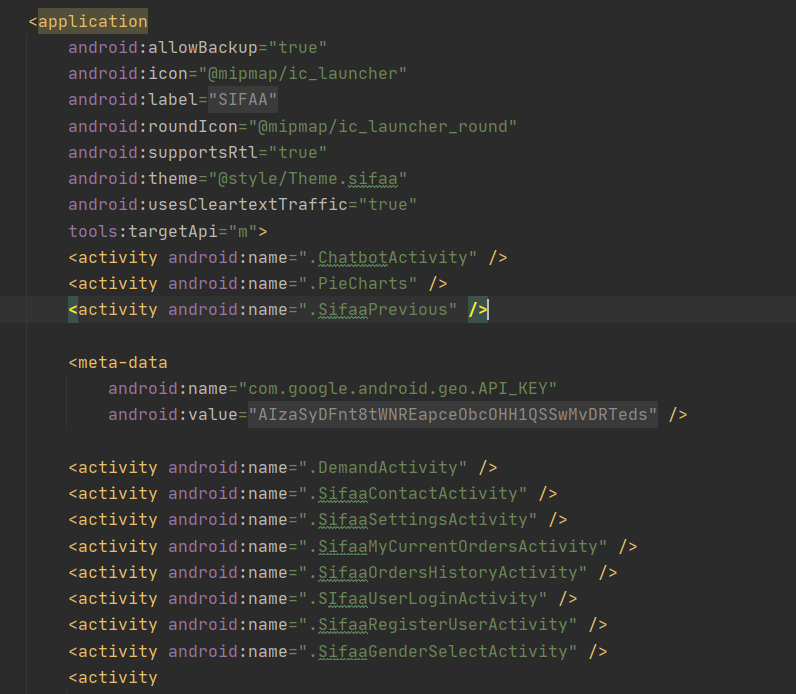 <application
android:allowBackup="true"
android:icon="@mipmap/ic_launcher"
android:label="SIFAA"
android:roundIcon="@mipmap/ic_launcher_round"
android:supportsRtl="true"
android:theme="@style/Theme.sifaa"
android:usesCleartextTraffic="true"
tools:targetApi="m">
<activity android:name=".ChatbotActivity" />
<activity android:name=".PieCharts" />
<activity android:name=".SifaaPrevious" />
<meta-data
android:name="com.google.android.geo.API_KEY"
android:value="AIzaSyDFnt8tWNREapceObcOHH1QSSwMvDRTeds" />
<activity android:name=".DemandActivity" />
<activity android:name=".SifaaContactActivity" />
<activity android:name=".SifaaSettingsActivity" />
<activity android:name=".SifaaMyCurrentOrdersActivity" />
<activity android:name=".SifaaOrdersHistoryActivity" />
<activity android:name=".SIfaaUserLoginActivity" />
<activity android:name=".SifaaRegisterUserActivity" />
<activity android:name=".SifaaGenderSelectActivity" />
<activity